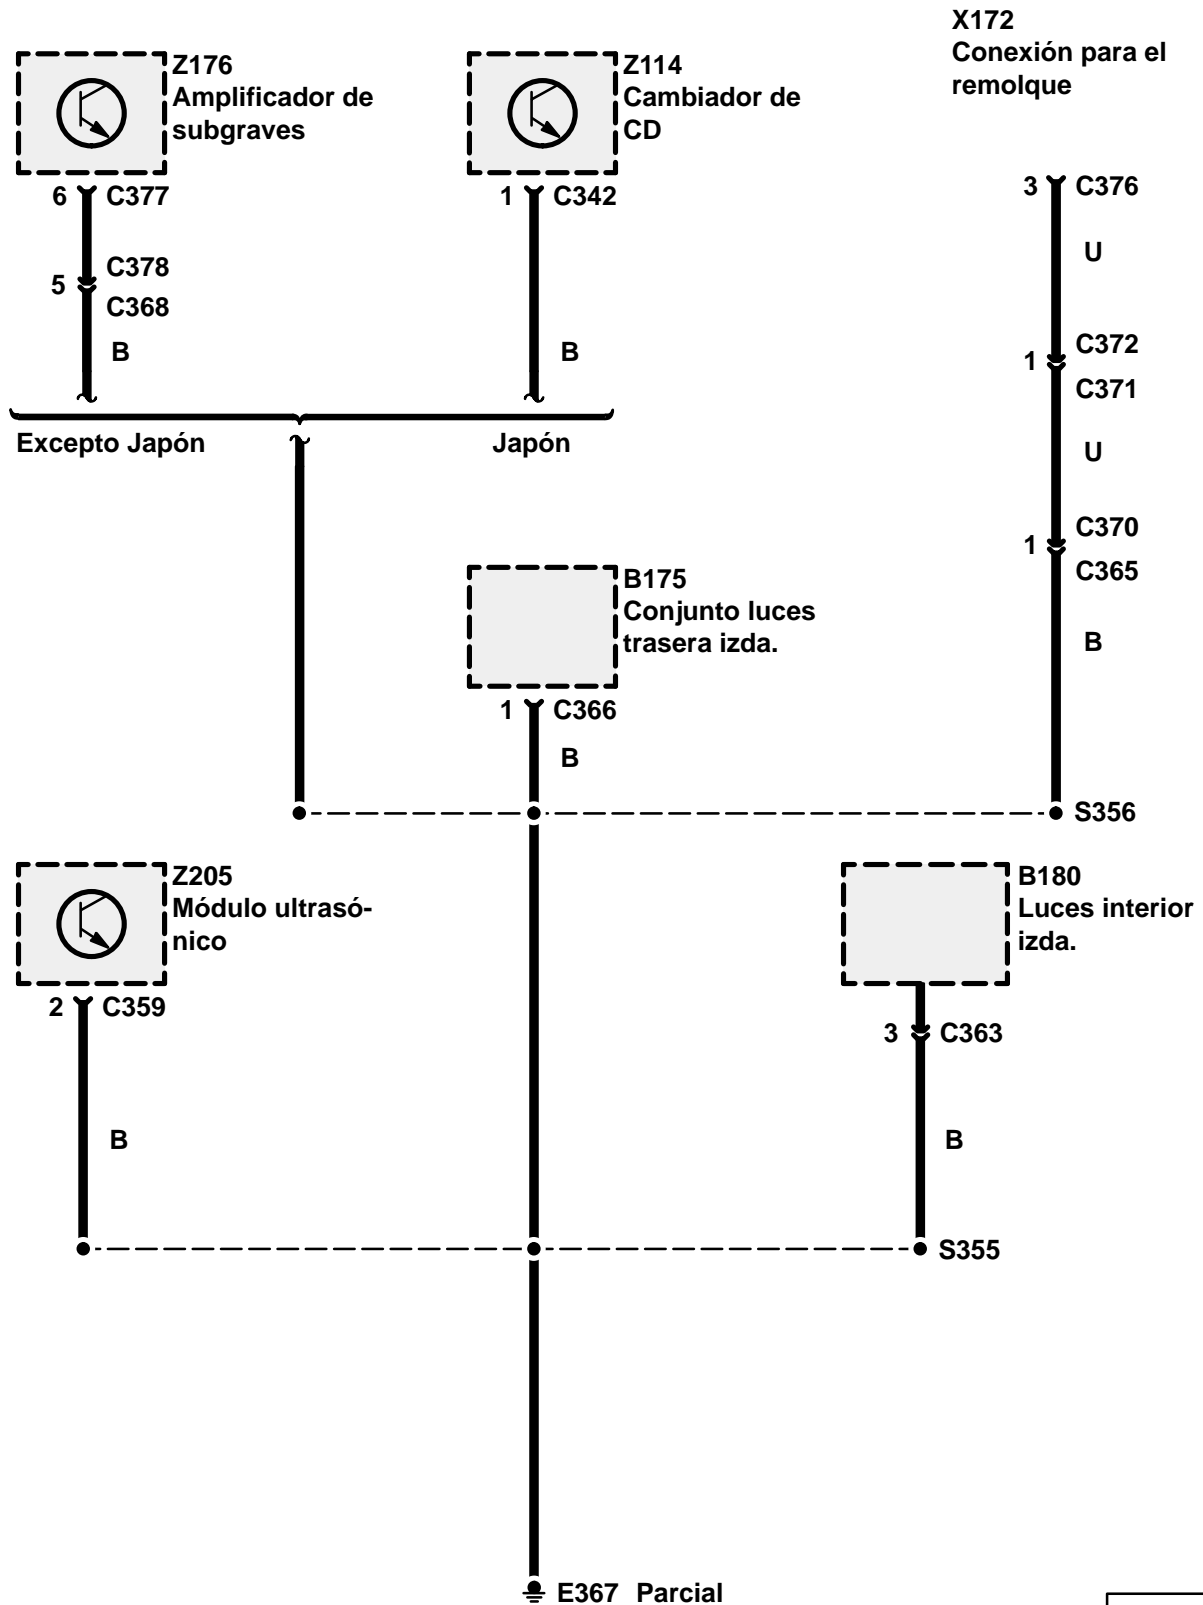 X172
Conexión para el
remolque
Z176
Amplificador de
subgraves
Z114
Cambiador de
CD
6 C377
1 C342
3 C376
U
5 C378
C368
B
B
1 C372
C371
Excepto Japón
Japón
U
1 C370
C365
B175
Conjunto luces
trasera izda.
B
1 C366
B
S356
Z205
Módulo ultrasó-
nico
B180
Luces interior
izda.
2 C359
3 C363
B
B
S355
E367 Parcial